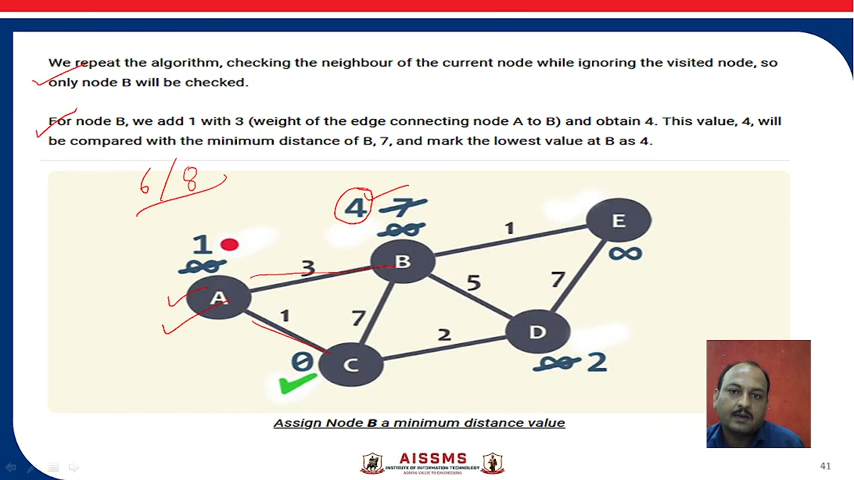 We repeat the algorithm, checking the neighbour of the current node while ignoring the visited node, so
only node B will be checked.
For node B, we add 1 with 3 (weight of the edge connecting node A to B) and obtain 4. This value, 4, will
be compared with the minimum distance of B, 7, and mark the lowest value at B as 4.
6/8
4 7
∞
1
∞
E
∞
1
B
3
A
5
7
1
7
D
2
0
C
∞ 2
Assign Node B a minimum distance value
AISSMS
INSTITUTE OF INFORMATION TECHNOLOGY
ADDING VALUE TO ENGINEERING
41